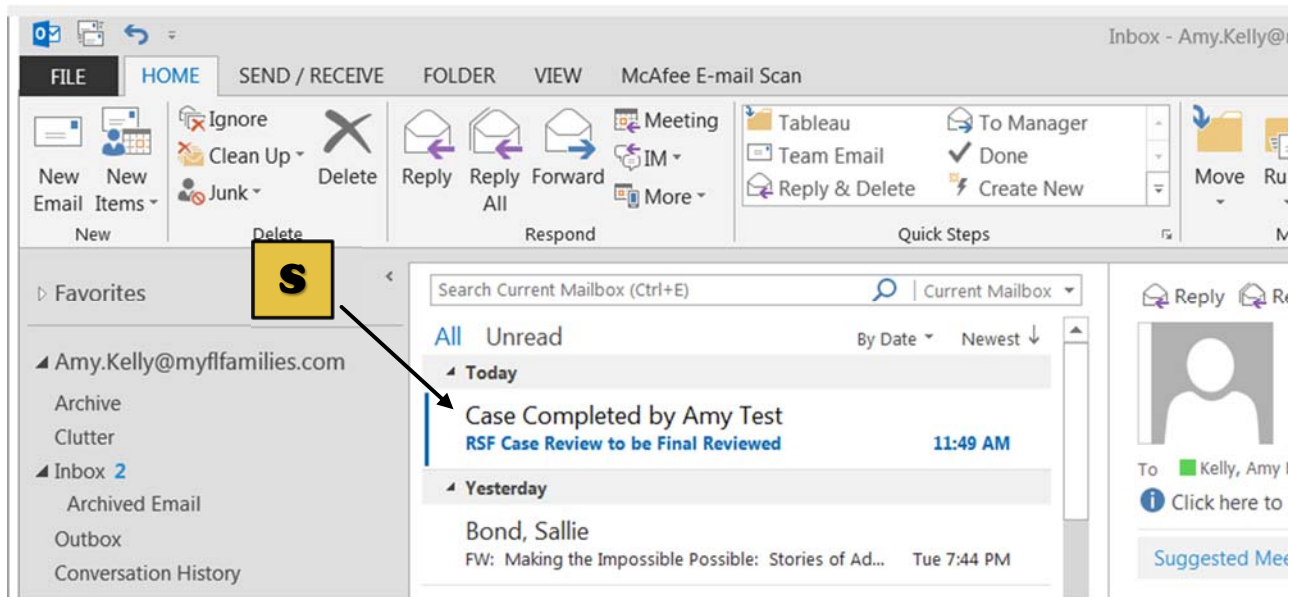 Inbox - Amy.Kelly@
FILE HOME SEND / RECEIVE FOLDER VIEW McAfee E-mail Scan
New Email
New Items
Ignore
Clean Up
Junk
Delete
Reply
Reply All
Forward
Meeting
IM
More
Tableau
Team Email
Reply & Delete
To Manager
Done
Create New
Move
Ru
New Delete Respond Quick Steps M
S
Favorites
Amy.Kelly@myflfamilies.com
Archive
Clutter
Inbox 2
Archived Email
Outbox
Conversation History
Search Current Mailbox (Ctrl+E) Current Mailbox
All Unread By Date Newest
Today
Case Completed by Amy Test
RSF Case Review to be Final Reviewed 11:49 AM
Yesterday
Bond, Sallie
FW: Making the Impossible Possible: Stories of Ad... Tue 7:44 PM
Reply Re
To Kelly, Amy
Click here to
Suggested Mee